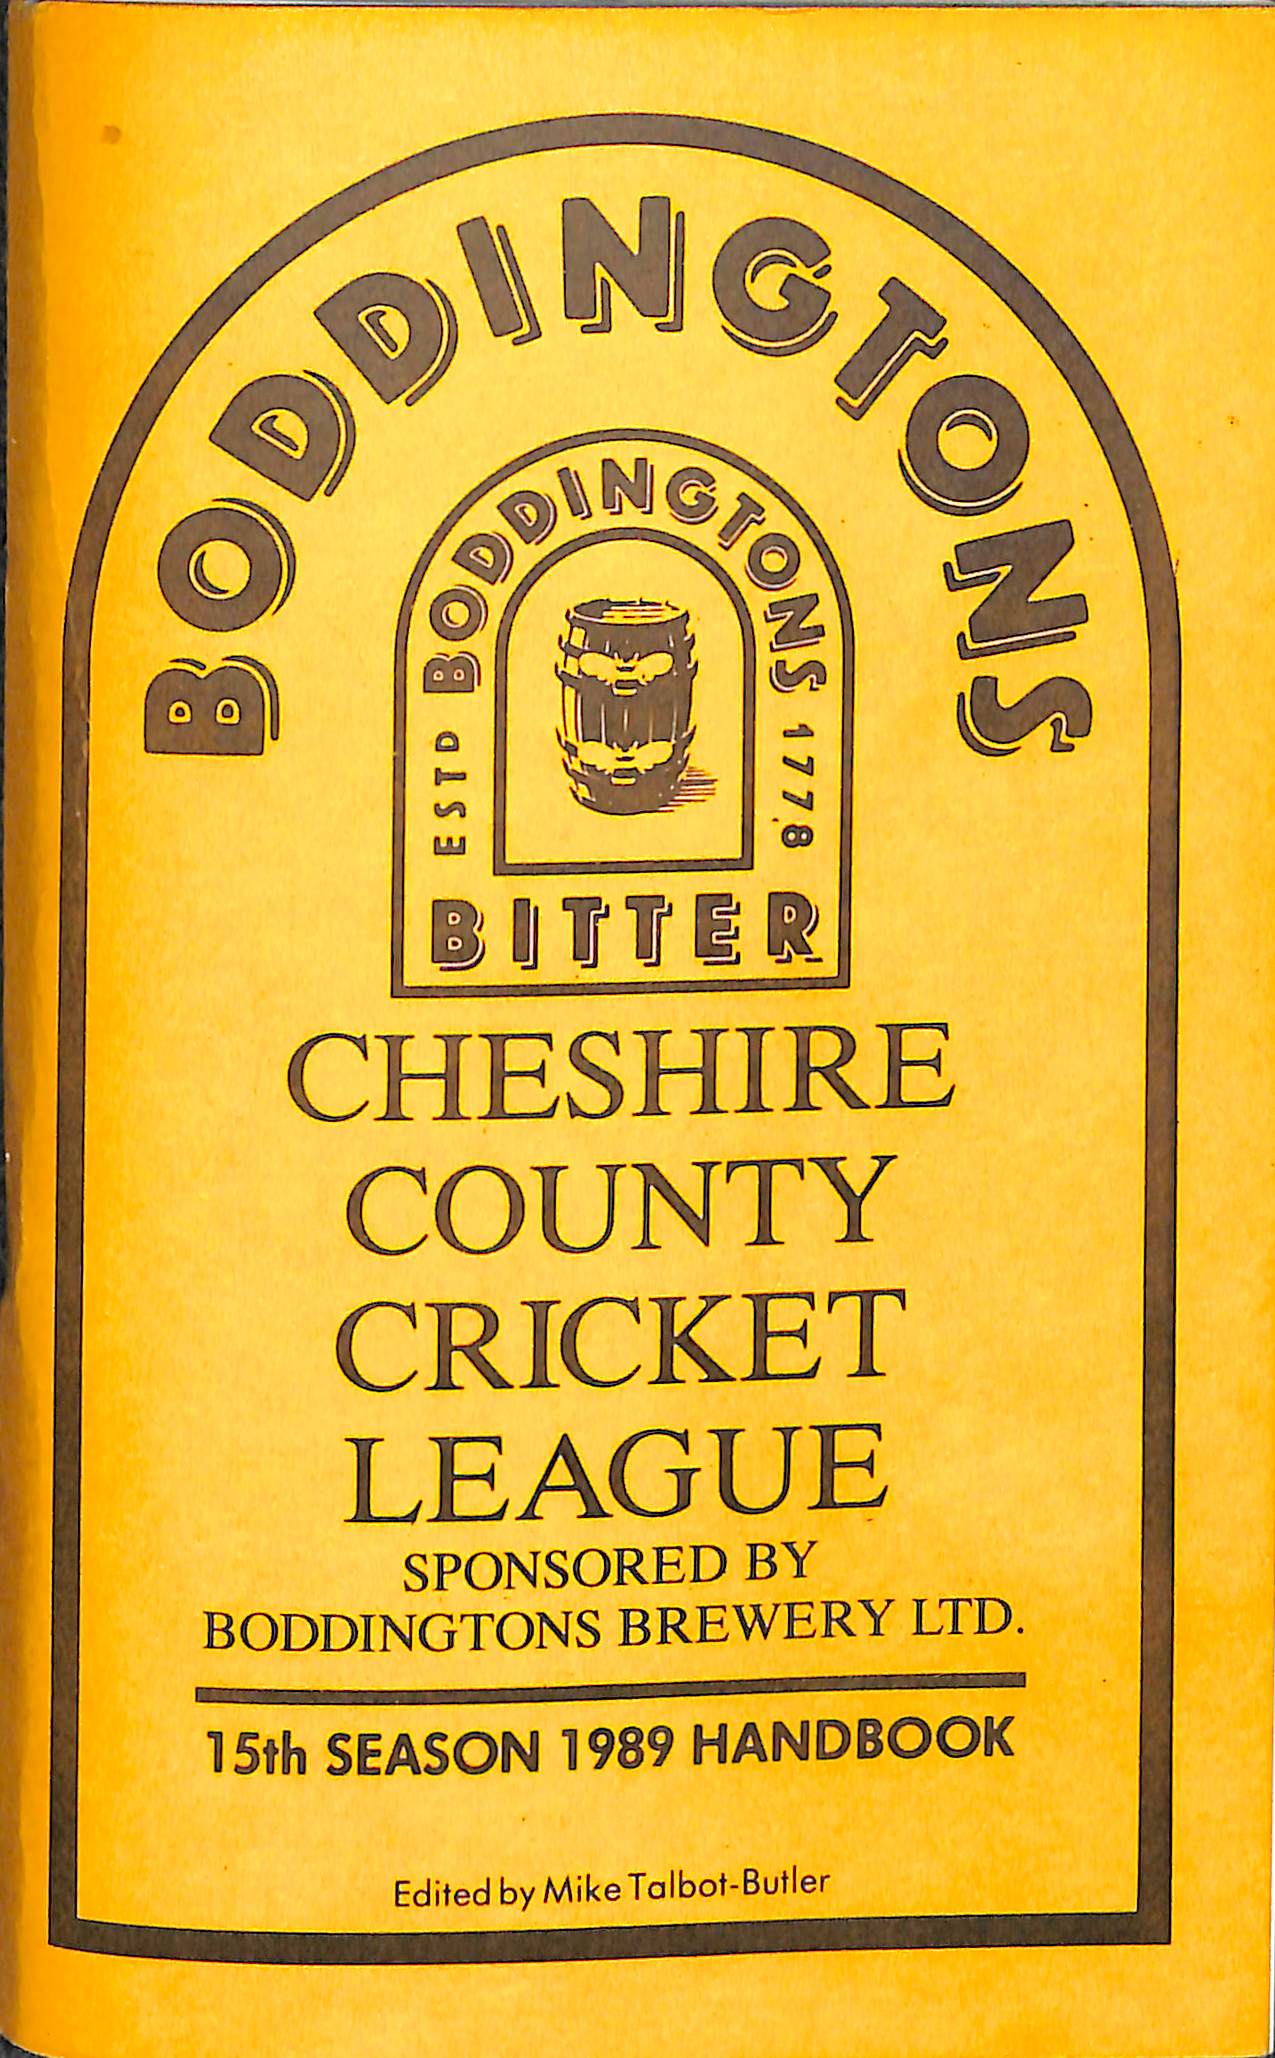 BODDINGTONS
BODDINGTONS
ESTD 1778
BITTER
CHESHIRE
COUNTY
CRICKET
LEAGUE
SPONSORED BY
BODDINGTONS BREWERY LTD.
15th SEASON 1989 HANDBOOK
Edited by Mike Talbot-Butler